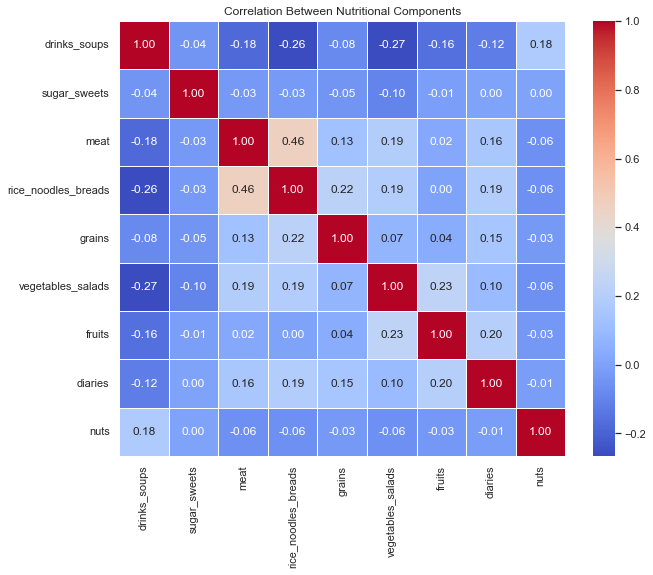 Correlation Between Nutritional Components
drinks_soups 1.00 -0.04 -0.18 -0.26 -0.08 -0.27 -0.16 -0.12 0.18
sugar_sweets -0.04 1.00 -0.03 -0.03 -0.05 -0.10 -0.01 0.00 0.00
meat -0.18 -0.03 1.00 0.46 0.13 0.19 0.02 0.16 -0.06
rice_noodles_breads -0.26 -0.03 0.46 1.00 0.22 0.19 0.00 0.19 -0.06
grains -0.08 -0.05 0.13 0.22 1.00 0.07 0.04 0.15 -0.03
vegetables_salads -0.27 -0.10 0.19 0.19 0.07 1.00 0.23 0.10 -0.06
fruits -0.16 -0.01 0.02 0.00 0.04 0.23 1.00 0.20 -0.03
diaries -0.12 0.00 0.16 0.19 0.15 0.10 0.20 1.00 -0.01
nuts 0.18 0.00 -0.06 -0.06 -0.03 -0.06 -0.03 -0.01 1.00
drinks_soups
sugar_sweets
meat
rice_noodles_breads
grains
vegetables_salads
fruits
diaries
nuts
1.0
0.8
0.6
0.4
0.2
0.0
−0.2